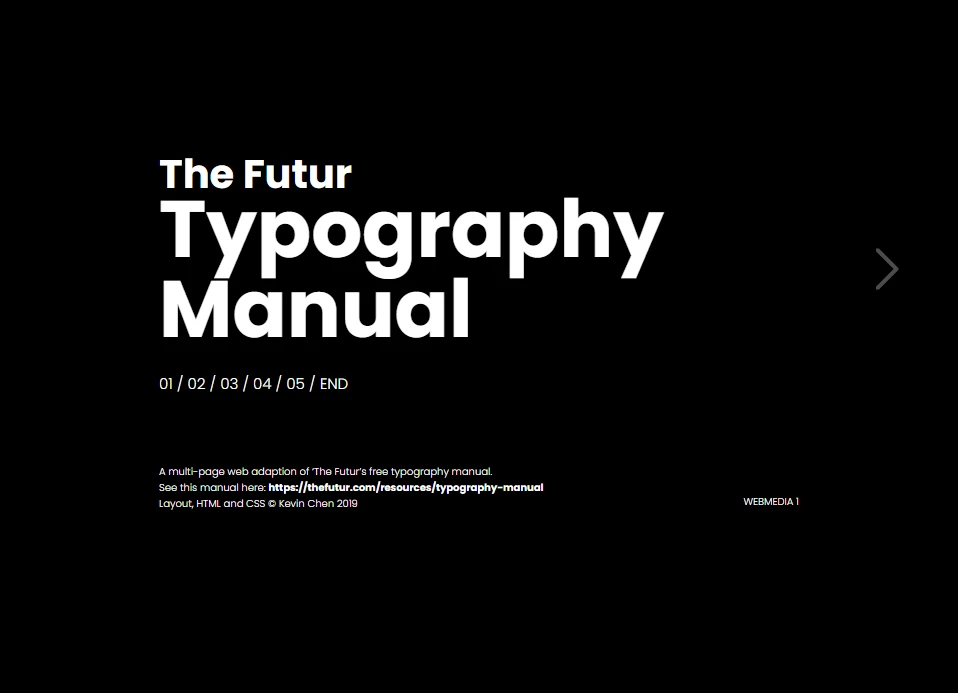 The Futur
Typography
Manual
01 / 02 / 03 / 04 / 05 / END
A multi-page web adaption of ‘The Futur’s free typography manual.
See this manual here: https://thefutur.com/resources/typography-manual
Layout, HTML and CSS © Kevin Chen 2019
WEBMEDIA 1